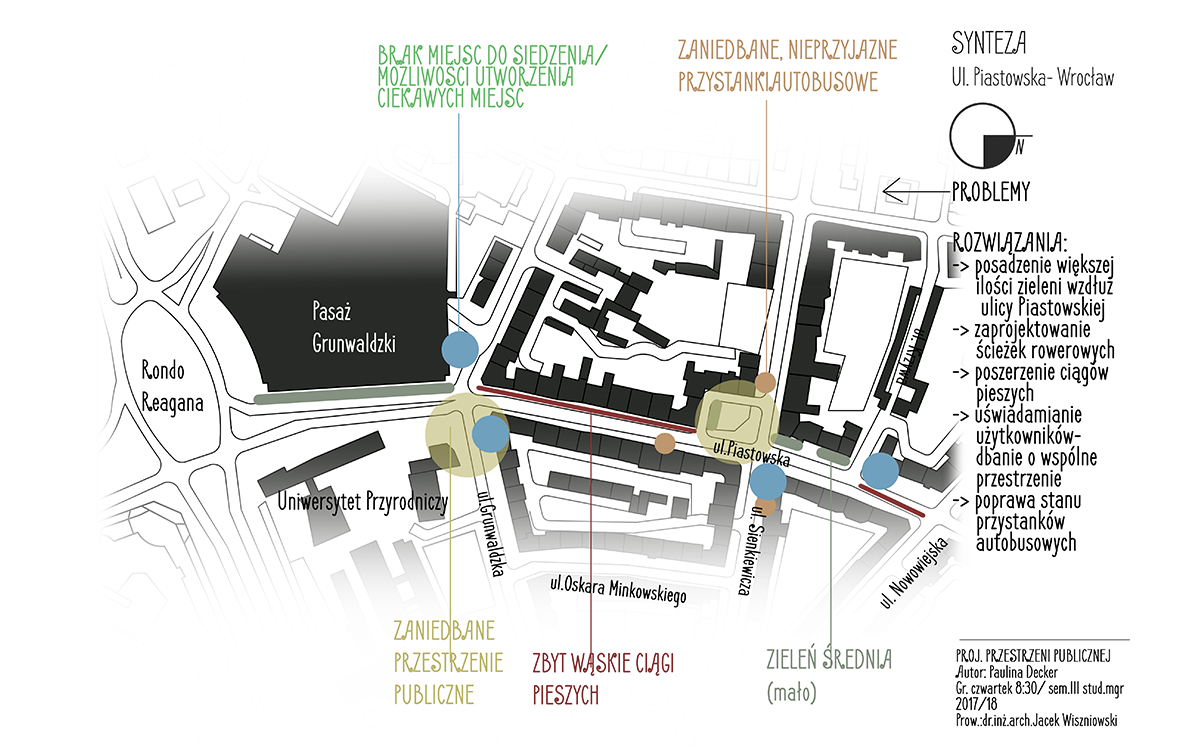 BRAK MIEJSC DO SIEDZENIA/
MOŻLIWOŚCI UTWORZENIA
CIEKAWYCH MIEJSC
ZANIEDBANE, NIEPRZYJAZNE
PRZYSTANKI AUTOBUSOWE
SYNTEZA
Ul. Piastowska- Wrocław
N
PROBLEMY
ROZWIĄZANIA:
-> posadzenie większej
ilości zieleni wzdłuż
ulicy Piastowskiej
-> zaprojektowanie
ścieżek rowerowych
-> poszerzenie ciągów
pieszych
-> uświadamianie
użytkowników-
dbanie o wspólne
przestrzenie
-> poprawa stanu
przystanków
autobusowych
Pasaż
Grunwaldzki
Rondo
Reagana
Uniwersytet Przyrodniczy
ul.Grunwaldzka
ul.Piastowska
ul. Sienkiewicza
ul.Oskara Minkowskiego
ul. Nowowiejska
ZANIEDBANE
PRZESTRZENIE
PUBLICZNE
ZBYT WĄSKIE CIĄGI
PIESZYCH
ZIELEŃ ŚREDNIA
(mało)
PROJ. PRZESTRZENI PUBLICZNEJ
Autor: Paulina Decker
Gr. czwartek 8:30/ sem.III stud.mgr
2017/18
Prow.:dr.inż.arch.Jacek Wiszniowski